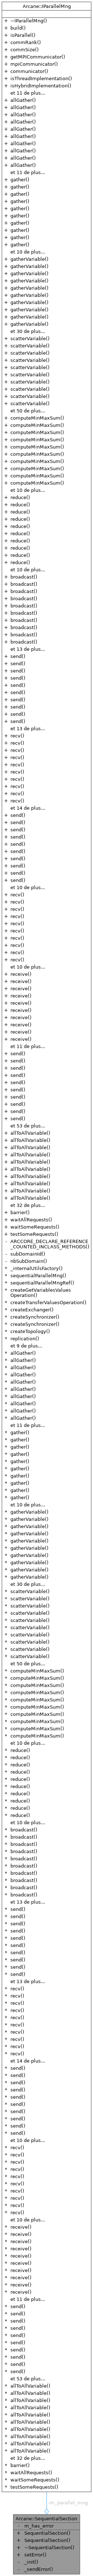 Arcane::IParallelMng
+ ~IParallelMng()
+ build()
+ isParallel()
+ commRank()
+ commSize()
+ getMPICommunicator()
+ mpiCommunicator()
+ communicator()
+ isThreadImplementation()
+ isHybridImplementation()
et 11 de plus...
+ allGather()
+ allGather()
+ allGather()
+ allGather()
+ allGather()
+ allGather()
+ allGather()
+ allGather()
+ allGather()
+ allGather()
et 11 de plus...
+ gather()
+ gather()
+ gather()
+ gather()
+ gather()
+ gather()
+ gather()
+ gather()
+ gather()
+ gather()
et 10 de plus...
+ gatherVariable()
+ gatherVariable()
+ gatherVariable()
+ gatherVariable()
+ gatherVariable()
+ gatherVariable()
+ gatherVariable()
+ gatherVariable()
+ gatherVariable()
+ gatherVariable()
et 30 de plus...
+ scatterVariable()
+ scatterVariable()
+ scatterVariable()
+ scatterVariable()
+ scatterVariable()
+ scatterVariable()
+ scatterVariable()
+ scatterVariable()
+ scatterVariable()
+ scatterVariable()
et 50 de plus...
+ computeMinMaxSum()
+ computeMinMaxSum()
+ computeMinMaxSum()
+ computeMinMaxSum()
+ computeMinMaxSum()
+ computeMinMaxSum()
+ computeMinMaxSum()
+ computeMinMaxSum()
+ computeMinMaxSum()
+ computeMinMaxSum()
et 10 de plus...
+ reduce()
+ reduce()
+ reduce()
+ reduce()
+ reduce()
+ reduce()
+ reduce()
+ reduce()
+ reduce()
+ reduce()
et 10 de plus...
+ broadcast()
+ broadcast()
+ broadcast()
+ broadcast()
+ broadcast()
+ broadcast()
+ broadcast()
+ broadcast()
+ broadcast()
+ broadcast()
et 13 de plus...
+ send()
+ send()
+ send()
+ send()
+ send()
+ send()
+ send()
+ send()
+ send()
+ send()
et 13 de plus...
+ recv()
+ recv()
+ recv()
+ recv()
+ recv()
+ recv()
+ recv()
+ recv()
+ recv()
+ recv()
et 14 de plus...
+ send()
+ send()
+ send()
+ send()
+ send()
+ send()
+ send()
+ send()
+ send()
+ send()
et 10 de plus...
+ recv()
+ recv()
+ recv()
+ recv()
+ recv()
+ recv()
+ recv()
+ recv()
+ recv()
+ recv()
et 10 de plus...
+ receive()
+ receive()
+ receive()
+ receive()
+ receive()
+ receive()
+ receive()
+ receive()
+ receive()
+ receive()
et 11 de plus...
+ send()
+ send()
+ send()
+ send()
+ send()
+ send()
+ send()
+ send()
+ send()
+ send()
et 53 de plus...
+ allToAllVariable()
+ allToAllVariable()
+ allToAllVariable()
+ allToAllVariable()
+ allToAllVariable()
+ allToAllVariable()
+ allToAllVariable()
+ allToAllVariable()
+ allToAllVariable()
+ allToAllVariable()
et 32 de plus...
+ barrier()
+ waitAllRequests()
+ waitSomeRequests()
+ testSomeRequests()
- ARCCORE_DECLARE_REFERENCE
_COUNTED_INCLASS_METHODS()
+ subDomainId()
+ nbSubDomain()
+ _internalUtilsFactory()
+ sequentialParallelMng()
+ sequentialParallelMngRef()
+ createGetVariablesValues
Operation()
+ createTransferValuesOperation()
+ createExchanger()
+ createSynchronizer()
+ createSynchronizer()
+ createTopology()
+ replication()
et 9 de plus...
+ allGather()
+ allGather()
+ allGather()
+ allGather()
+ allGather()
+ allGather()
+ allGather()
+ allGather()
+ allGather()
+ allGather()
et 11 de plus...
+ gather()
+ gather()
+ gather()
+ gather()
+ gather()
+ gather()
+ gather()
+ gather()
+ gather()
+ gather()
et 10 de plus...
+ gatherVariable()
+ gatherVariable()
+ gatherVariable()
+ gatherVariable()
+ gatherVariable()
+ gatherVariable()
+ gatherVariable()
+ gatherVariable()
+ gatherVariable()
+ gatherVariable()
et 30 de plus...
+ scatterVariable()
+ scatterVariable()
+ scatterVariable()
+ scatterVariable()
+ scatterVariable()
+ scatterVariable()
+ scatterVariable()
+ scatterVariable()
+ scatterVariable()
+ scatterVariable()
et 50 de plus...
+ computeMinMaxSum()
+ computeMinMaxSum()
+ computeMinMaxSum()
+ computeMinMaxSum()
+ computeMinMaxSum()
+ computeMinMaxSum()
+ computeMinMaxSum()
+ computeMinMaxSum()
+ computeMinMaxSum()
+ computeMinMaxSum()
et 10 de plus...
+ reduce()
+ reduce()
+ reduce()
+ reduce()
+ reduce()
+ reduce()
+ reduce()
+ reduce()
+ reduce()
+ reduce()
et 10 de plus...
+ broadcast()
+ broadcast()
+ broadcast()
+ broadcast()
+ broadcast()
+ broadcast()
+ broadcast()
+ broadcast()
+ broadcast()
+ broadcast()
et 13 de plus...
+ send()
+ send()
+ send()
+ send()
+ send()
+ send()
+ send()
+ send()
+ send()
+ send()
et 13 de plus...
+ recv()
+ recv()
+ recv()
+ recv()
+ recv()
+ recv()
+ recv()
+ recv()
+ recv()
+ recv()
et 14 de plus...
+ send()
+ send()
+ send()
+ send()
+ send()
+ send()
+ send()
+ send()
+ send()
+ send()
et 10 de plus...
+ recv()
+ recv()
+ recv()
+ recv()
+ recv()
+ recv()
+ recv()
+ recv()
+ recv()
+ recv()
et 10 de plus...
+ receive()
+ receive()
+ receive()
+ receive()
+ receive()
+ receive()
+ receive()
+ receive()
+ receive()
+ receive()
et 11 de plus...
+ send()
+ send()
+ send()
+ send()
+ send()
+ send()
+ send()
+ send()
+ send()
+ send()
et 53 de plus...
+ allToAllVariable()
+ allToAllVariable()
+ allToAllVariable()
+ allToAllVariable()
+ allToAllVariable()
+ allToAllVariable()
+ allToAllVariable()
+ allToAllVariable()
+ allToAllVariable()
+ allToAllVariable()
et 32 de plus...
+ barrier()
+ waitAllRequests()
+ waitSomeRequests()
+ testSomeRequests()
-m_parallel_mng
Arcane::SequentialSection
- m_has_error
+ SequentialSection()
+ SequentialSection()
+ ~SequentialSection()
+ setError()
- _init()
- _sendError()